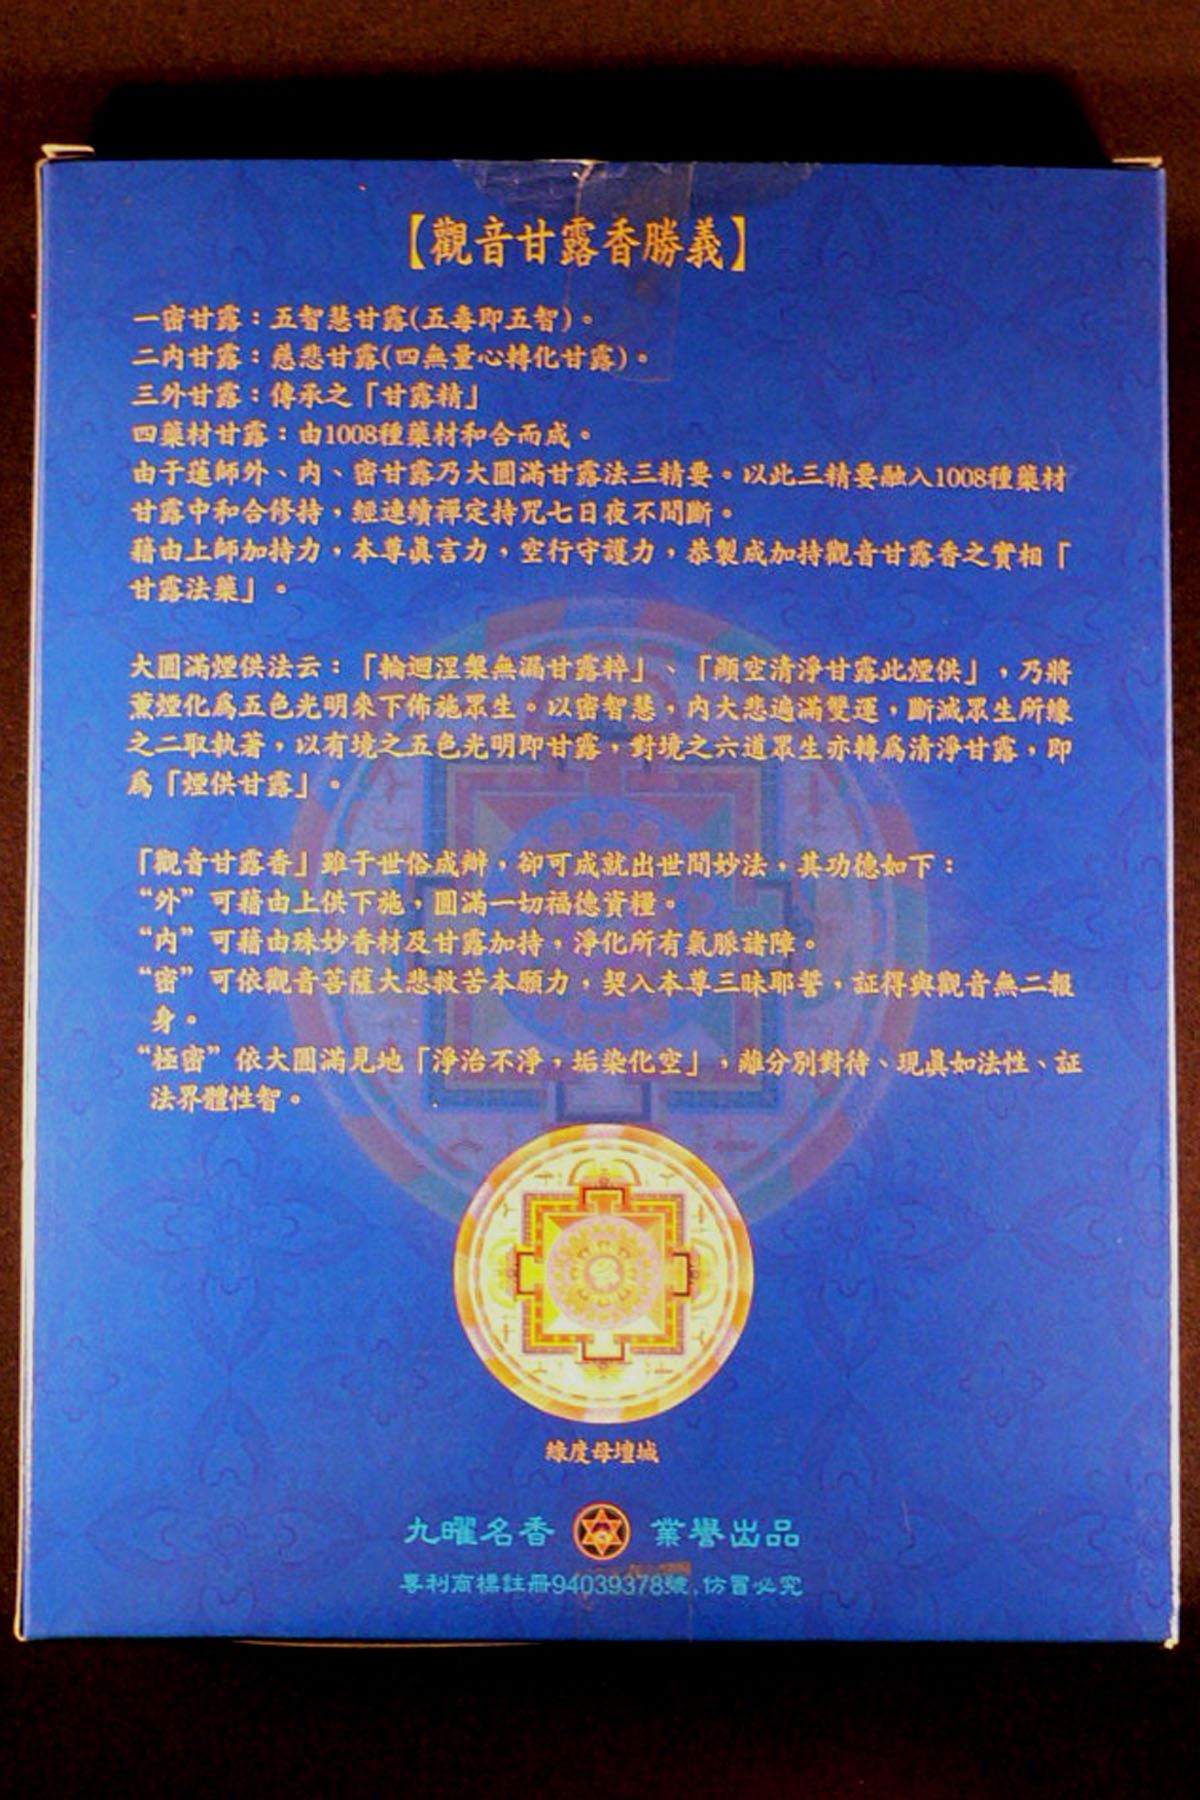 【觀音甘露香勝義】
一密甘露：五智慧甘露(五毒即五智)。
二內甘露：慈悲甘露(四無量心轉化甘露)。
三外甘露：傳承之「甘露精」
四藥材甘露：由1008種藥材和合而成。
由于蓮師外、內、密甘露乃大圓滿甘露法三精要。以此三精要融入1008種藥材
甘露中和合修持，經連續禪定持咒七日夜不間斷。
藉由上師加持力，本尊眞言力，空行守護力，恭製成加持觀音甘露香之實相「
甘露法藥」。
大圓滿煙供法云：「輪迴涅槃無漏甘露粹」、「顯空清淨甘露此煙供」，乃將
薰煙化爲五色光明來下佈施眾生。以密智慧，內大悲遍滿雙運，斷滅眾生所緣
之二取執著，以有境之五色光明即甘露，對境之六道眾生亦轉爲清淨甘露，即
爲「煙供甘露」。
「觀音甘露香」雖于世俗成辦，卻可成就出世間妙法，其功德如下：
“外”可藉由上供下施，圓滿一切福德資糧。
“內”可藉由殊妙香材及甘露加持，淨化所有氣脈諸障。
“密”可依觀音菩薩大悲救苦本願力，契入本尊三昧耶誓，証得與觀音無二報
身。
“極密”依大圓滿見地「淨治不淨，垢染化空」，離分別對待、現眞如法性、証
法界體性智。
綠度母壇城
九曜名香 業譽出品
專利商標註冊94039378號.仿冒必究